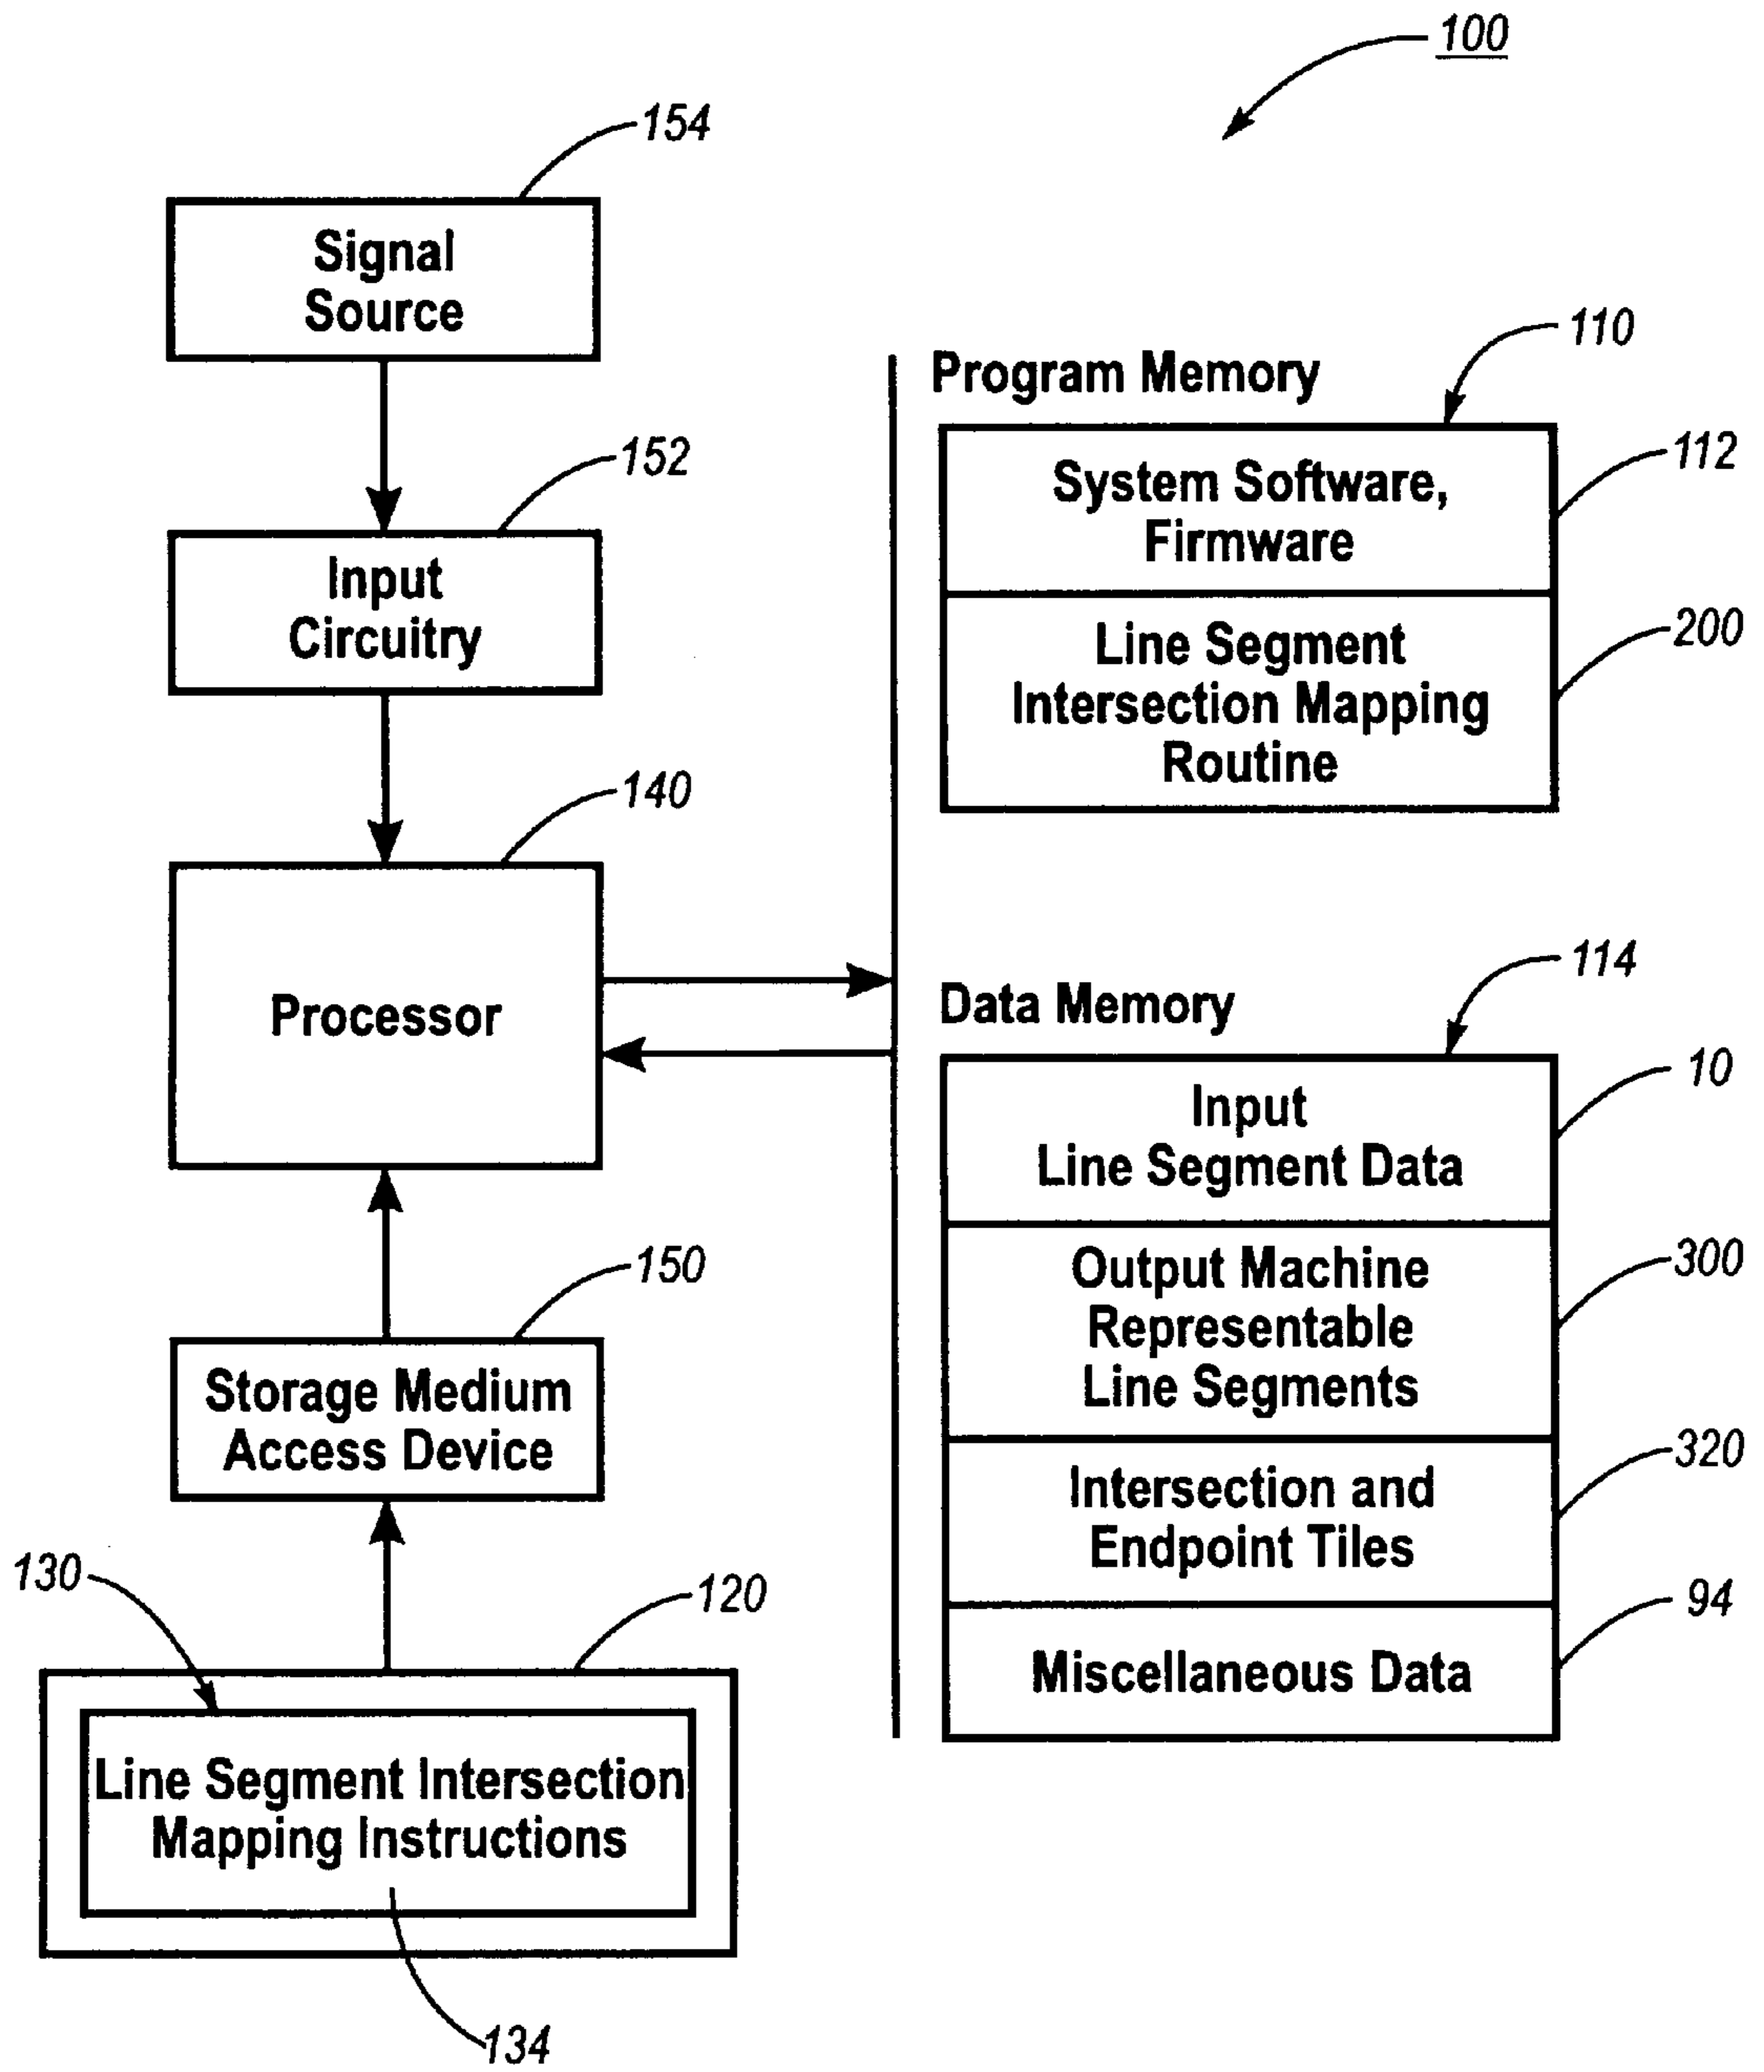 100
154
Signal
Source
152
Input
Circuitry
140
Processor
150
Storage Medium
Access Device
130
120
Line Segment Intersection
Mapping Instructions
134
Program Memory
110
System Software,
Firmware
112
Line Segment
Intersection Mapping
Routine
200
Data Memory
114
Input
Line Segment Data
10
Output Machine
Representable
Line Segments
300
Intersection and
Endpoint Tiles
320
Miscellaneous Data
94